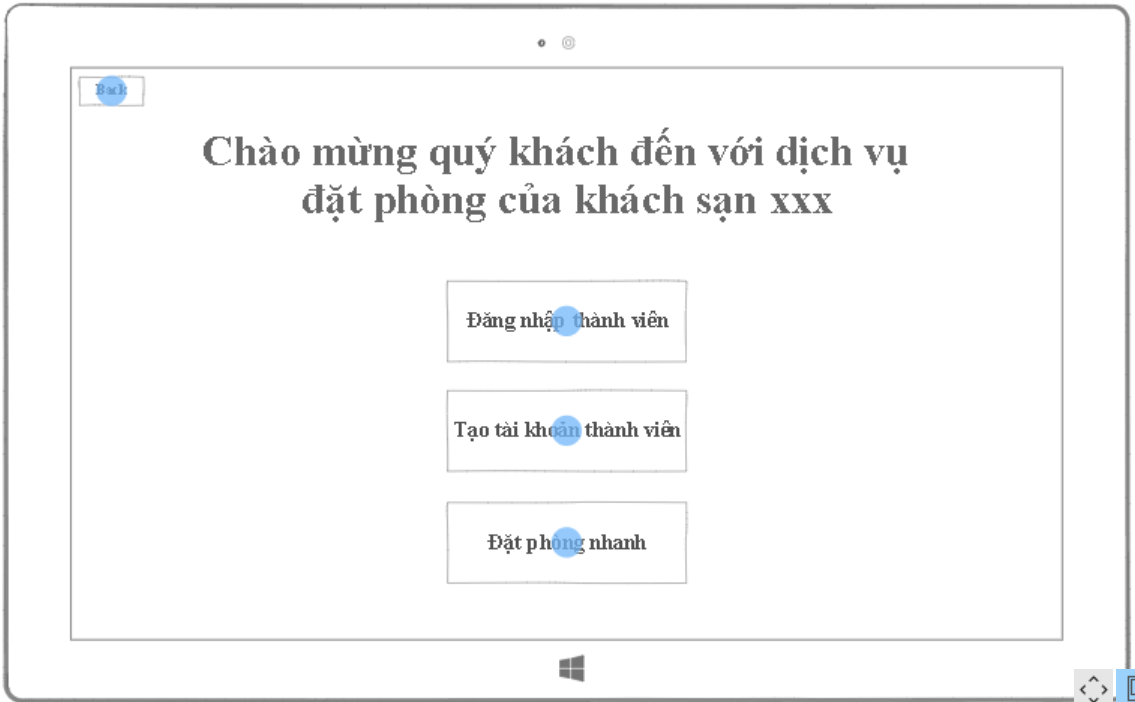 Back
Chào mừng quý khách đến với dịch vụ
đặt phòng của khách sạn xxx
Đăng nhập thành viên
Tạo tài khoản thành viên
Đặt phòng nhanh